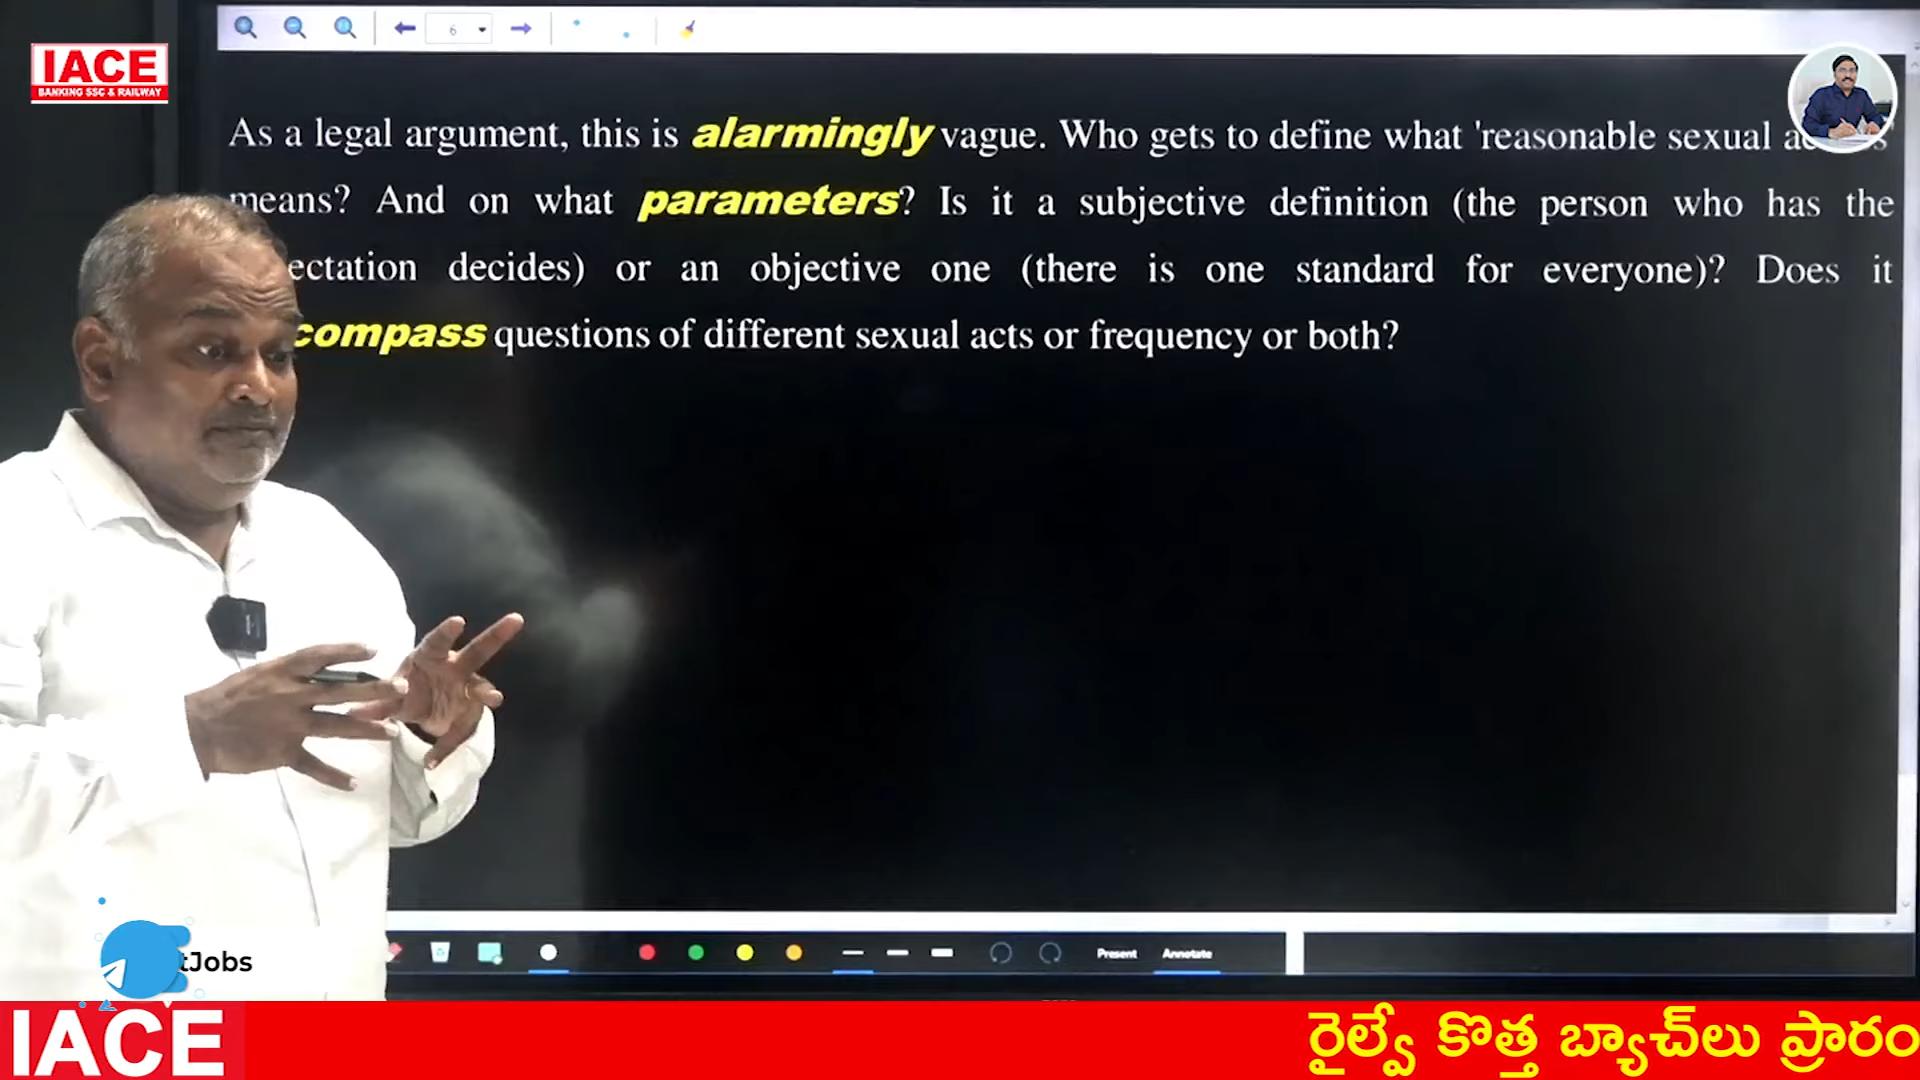 6
IACE
BANKING SSC & RAILWAY
As a legal argument, this is alarmingly vague. Who gets to define what 'reasonable sexual
means? And on what parameters? Is it a subjective definition (the person who has the
ectation decides) or an objective one (there is one standard for everyone)? Does it
compass questions of different sexual acts or frequency or both?
Present Annotate
tJobs
IACE
రైల్వే కొత్త బ్యాచ్‌లు ప్రారం